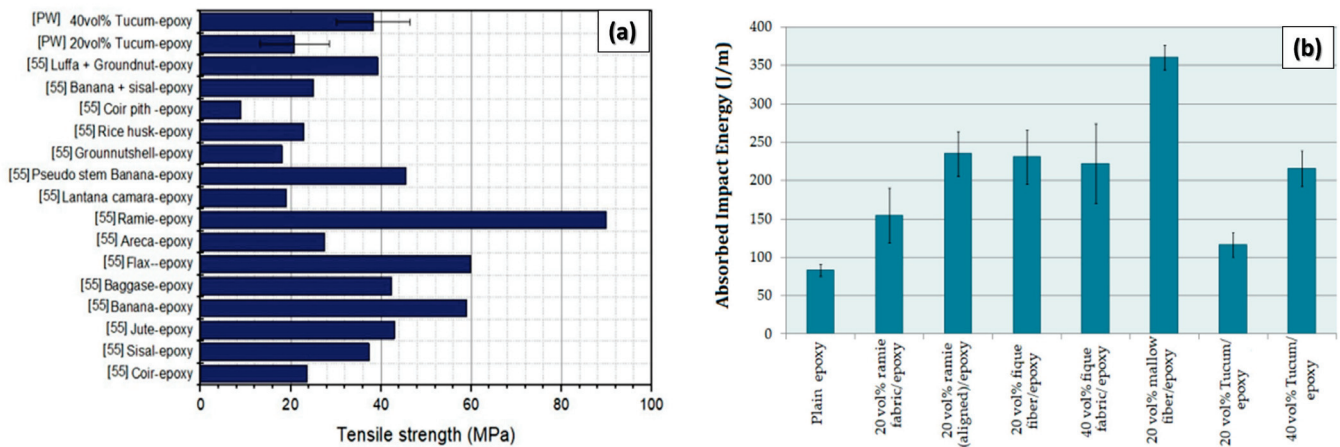 (a)
[PW] 40vol% Tucum-epoxy
[PW] 20vol% Tucum-epoxy
[55] Luffa + Groundnut-epoxy
[55] Banana + sisal-epoxy
[55] Coir pith -epoxy
[55] Rice husk-epoxy
[55] Grounnutshell-epoxy
[55] Pseudo stem Banana-epoxy
[55] Lantana camara-epoxy
[55] Ramie-epoxy
[55] Areca-epoxy
[55] Flax--epoxy
[55] Baggase-epoxy
[55] Banana-epoxy
[55] Jute-epoxy
[55] Sisal-epoxy
[55] Coir-epoxy
0 20 40 60 80 100
Tensile strength (MPa)
(b)
Absorbed Impact Energy (J/m)
400
350
300
250
200
150
100
50
0
Plain epoxy
20 vol% ramie
fabric/epoxy
20 vol% ramie
(aligned)/epoxy
20 vol% fique
fiber/epoxy
40 vol% fique
fabric/epoxy
20 vol% mallow
fiber/epoxy
20 vol% Tucum/
epoxy
40 vol% Tucum/
epoxy